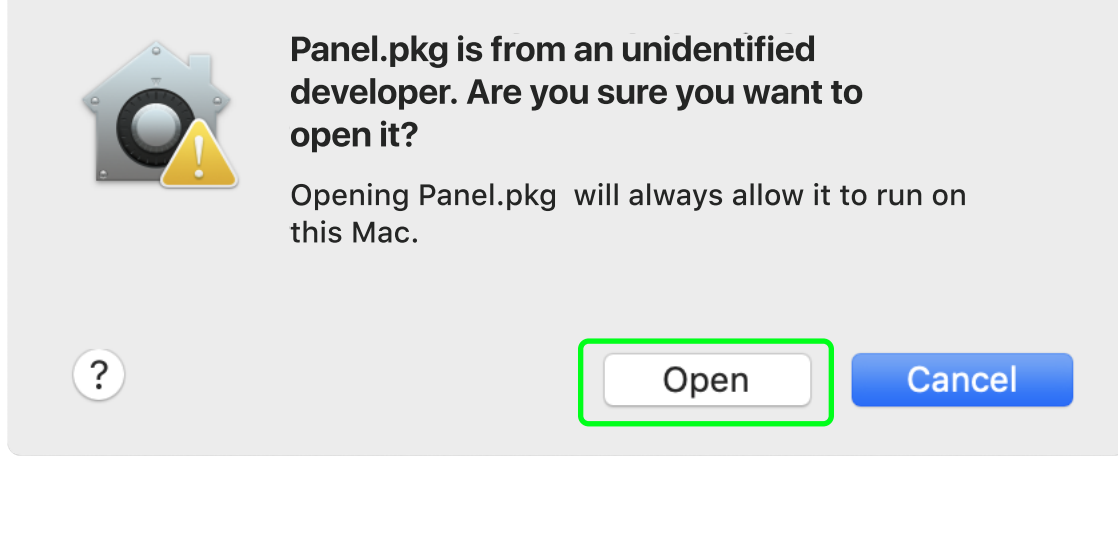 Panel.pkg is from an unidentified
developer. Are you sure you want to
open it?
Opening Panel.pkg  will always allow it to run on
this Mac.
?
Open
Cancel